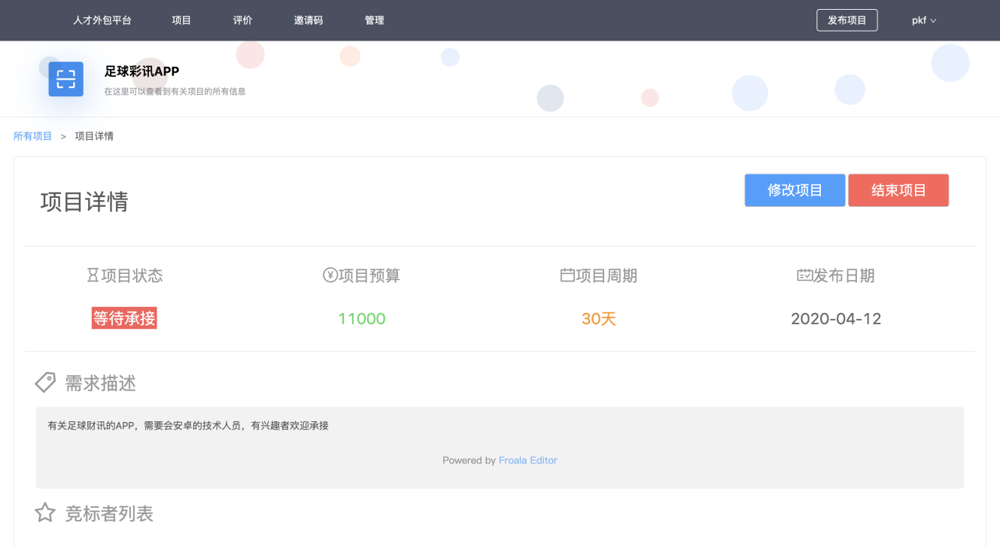 人才外包平台 项目 评价 邀请码 管理 发布项目 pkf
足球彩讯APP
在这里可以查看到有关项目的所有信息
所有项目 > 项目详情
项目详情 修改项目 结束项目
项目状态 项目预算 项目周期 发布日期
等待承接 11000 30天 2020-04-12
需求描述
有关足球财讯的APP，需要会安卓的技术人员，有兴趣者欢迎承接
Powered by Froala Editor
竞标者列表